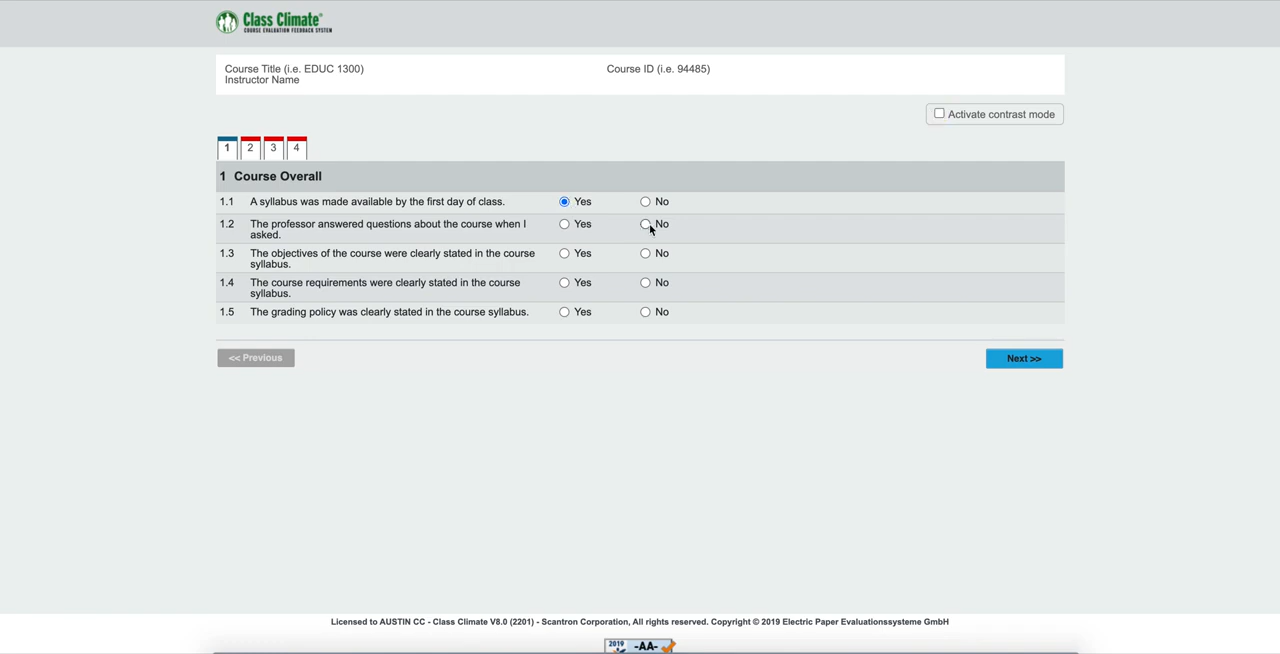 Class Climate®
COURSE EVALUATION FEEDBACK SYSTEM
Course Title (i.e. EDUC 1300)
Course ID (i.e. 94485)
Instructor Name
Activate contrast mode
1 2 3 4
1 Course Overall
1.1 A syllabus was made available by the first day of class. Yes No
1.2 The professor answered questions about the course when I
asked. Yes No
1.3 The objectives of the course were clearly stated in the course
syllabus. Yes No
1.4 The course requirements were clearly stated in the course
syllabus. Yes No
1.5 The grading policy was clearly stated in the course syllabus. Yes No
<< Previous
Next >>
Licensed to AUSTIN CC - Class Climate V8.0 (2201) - Scantron Corporation, All rights reserved. Copyright © 2019 Electric Paper Evaluationssysteme GmbH
2019 -AA-